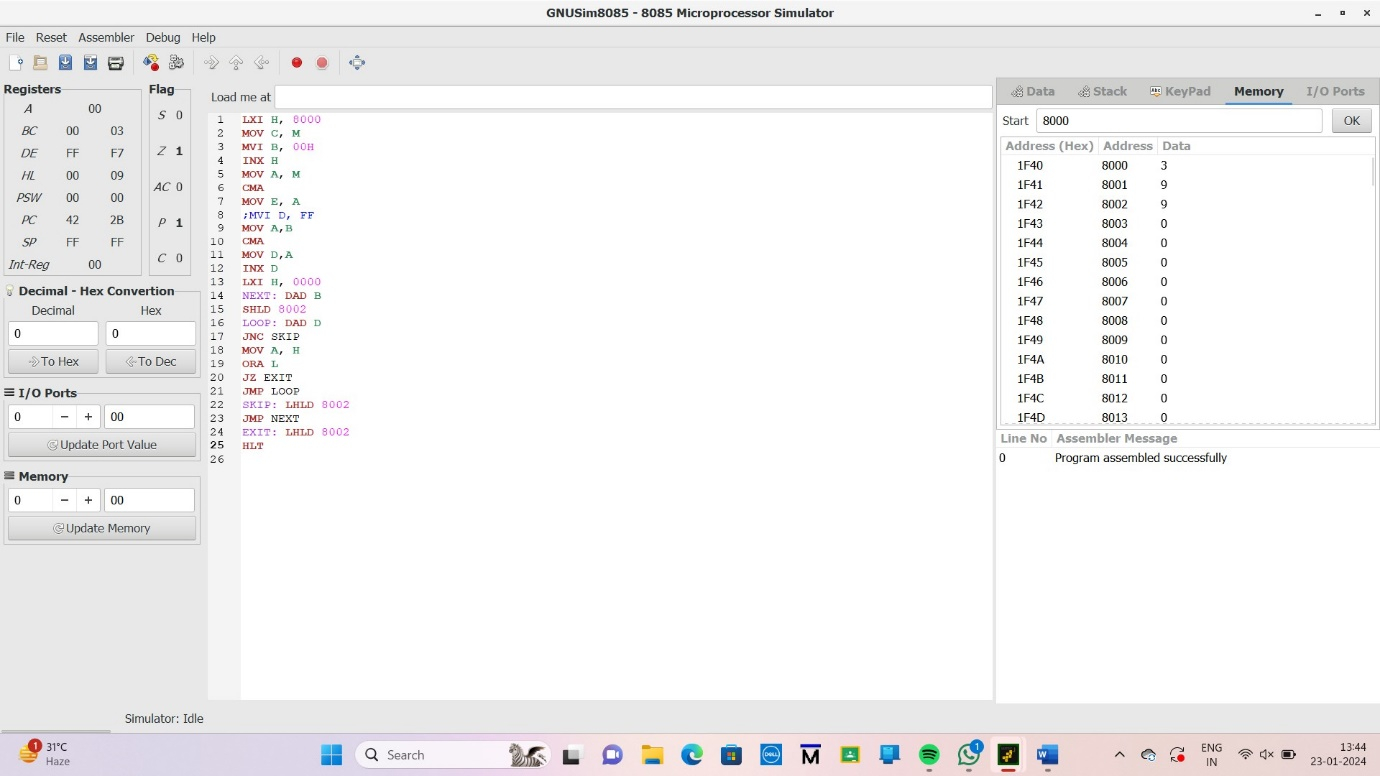 GNUSim8085 - 8085 Microprocessor Simulator
File Reset Assembler Debug Help
Registers
A 00
BC 00 03
DE FF F7
HL 00 09
PSW 00 00
PC 42 2B
SP FF FF
Int-Reg 00
Flag
S 0
Z 1
AC 0
P 1
C 0
Decimal - Hex Convertion
Decimal Hex
0 0
To Hex To Dec
I/O Ports
0 − + 00
Update Port Value
Memory
0 − + 00
Update Memory
Load me at
1 LXI H, 8000
2 MOV C, M
3 MVI B, 00H
4 INX H
5 MOV A, M
6 CMA
7 MOV E, A
8 ;MVI D, FF
9 MOV A,B
10 CMA
11 MOV D,A
12 INX D
13 LXI H, 0000
14 NEXT: DAD B
15 SHLD 8002
16 LOOP: DAD D
17 JNC SKIP
18 MOV A, H
19 ORA L
20 JZ EXIT
21 JMP LOOP
22 SKIP: LHLD 8002
23 JMP NEXT
24 EXIT: LHLD 8002
25 HLT
26
Data Stack KeyPad Memory I/O Ports
Start 8000 OK
Address (Hex) Address Data
1F40 8000 3
1F41 8001 9
1F42 8002 9
1F43 8003 0
1F44 8004 0
1F45 8005 0
1F46 8006 0
1F47 8007 0
1F48 8008 0
1F49 8009 0
1F4A 8010 0
1F4B 8011 0
1F4C 8012 0
1F4D 8013 0
Line No Assembler Message
0 Program assembled successfully
Simulator: Idle
1 31°C
Haze
Search
DELL
M
1
W
ENG
IN
13:44
23-01-2024